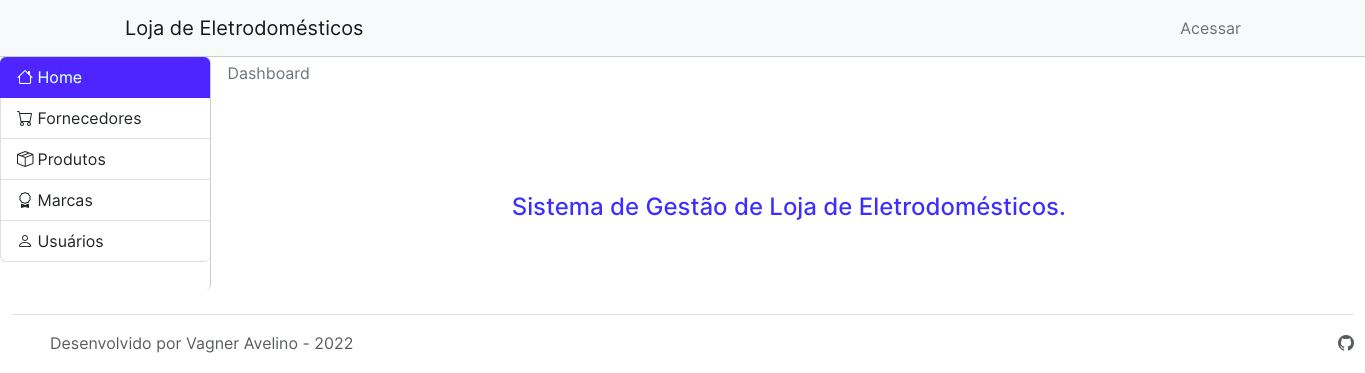 Loja de Eletrodomésticos
Acessar
Home
Dashboard
Fornecedores
Produtos
Marcas
Usuários
Sistema de Gestão de Loja de Eletrodomésticos.
Desenvolvido por Vagner Avelino - 2022